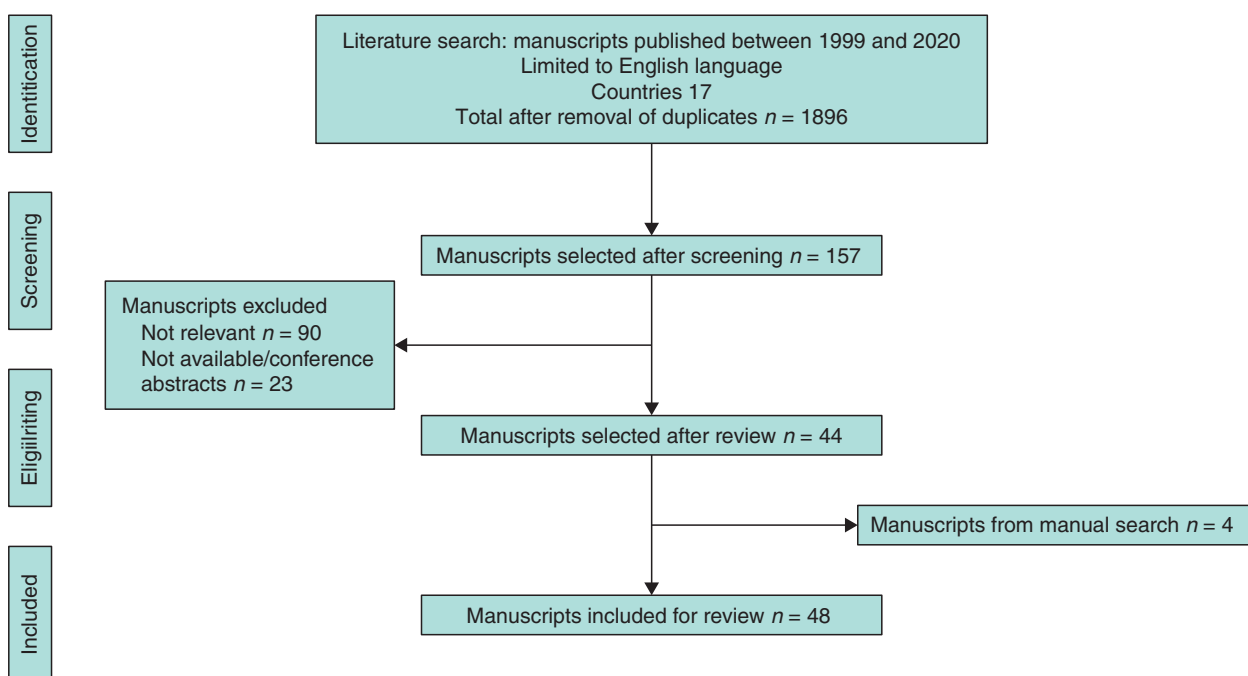 Identitication
Literature search: manuscripts published between 1999 and 2020
Limited to English language
Countries 17
Total after removal of duplicates n = 1896
Screening
Manuscripts selected after screening n = 157
Manuscripts excluded
Not relevant n = 90
Not available/conference
abstracts n = 23
Eligiilriting
Manuscripts selected after review n = 44
Manuscripts from manual search n = 4
Included
Manuscripts included for review n = 48